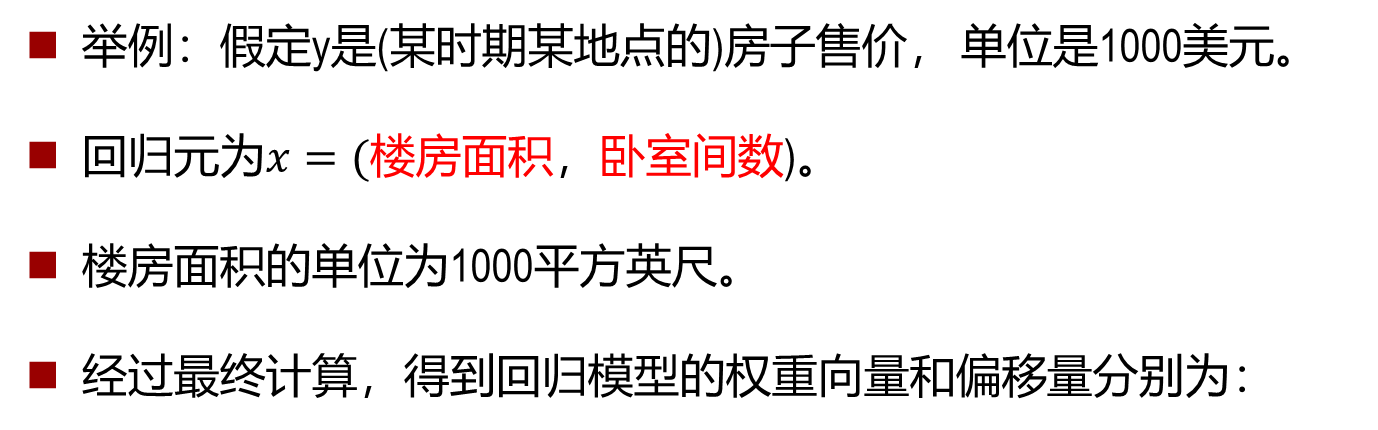 ■ 举例：假定y是(某时期某地点的)房子售价， 单位是1000美元。
■ 回归元为x = (楼房面积，卧室间数)。
■ 楼房面积的单位为1000平方英尺。
■ 经过最终计算，得到回归模型的权重向量和偏移量分别为：